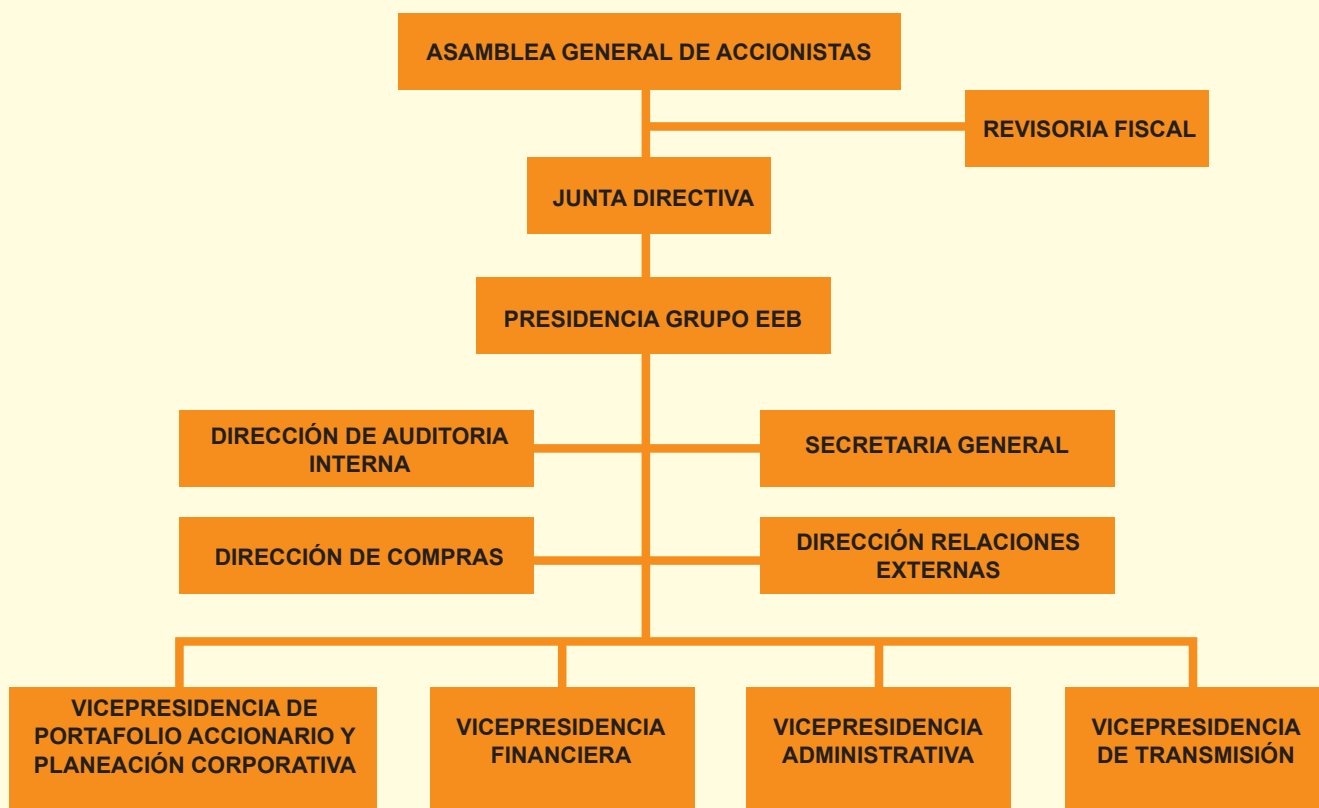 ASAMBLEA GENERAL DE ACCIONISTAS
REVISORIA FISCAL
JUNTA DIRECTIVA
PRESIDENCIA GRUPO EEB
DIRECCIÓN DE AUDITORIA
INTERNA
SECRETARIA GENERAL
DIRECCIÓN DE COMPRAS
DIRECCIÓN RELACIONES
EXTERNAS
VICEPRESIDENCIA DE
PORTAFOLIO ACCIONARIO Y
PLANEACIÓN CORPORATIVA
VICEPRESIDENCIA
FINANCIERA
VICEPRESIDENCIA
ADMINISTRATIVA
VICEPRESIDENCIA
DE TRANSMISIÓN